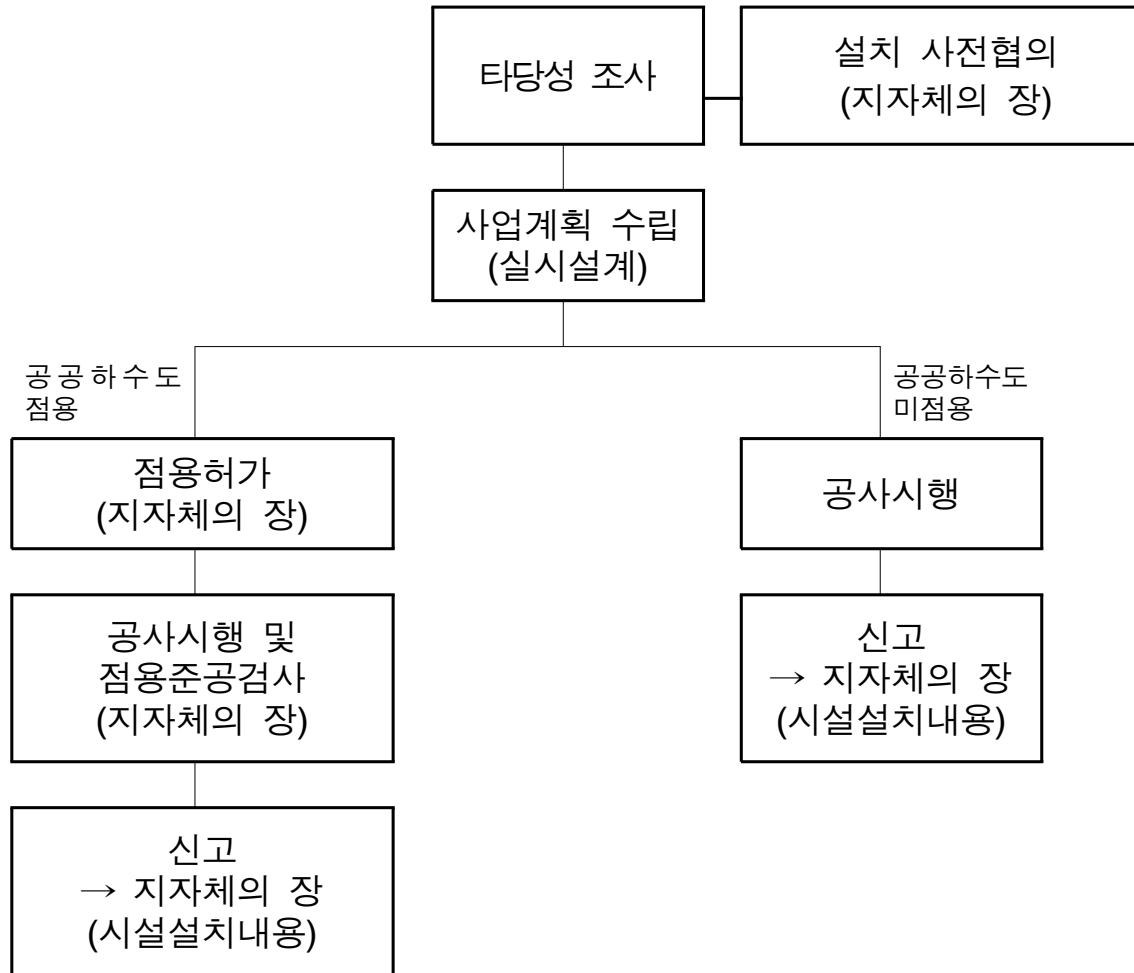 타당성 조사
설치 사전협의
(지자체의 장)
사업계획 수립
(실시설계)
공공하수도
점용
공공하수도
미점용
점용허가
(지자체의 장)
공사시행
공사시행 및
점용준공검사
(지자체의 장)
신고
→ 지자체의 장
(시설설치내용)
신고
→ 지자체의 장
(시설설치내용)